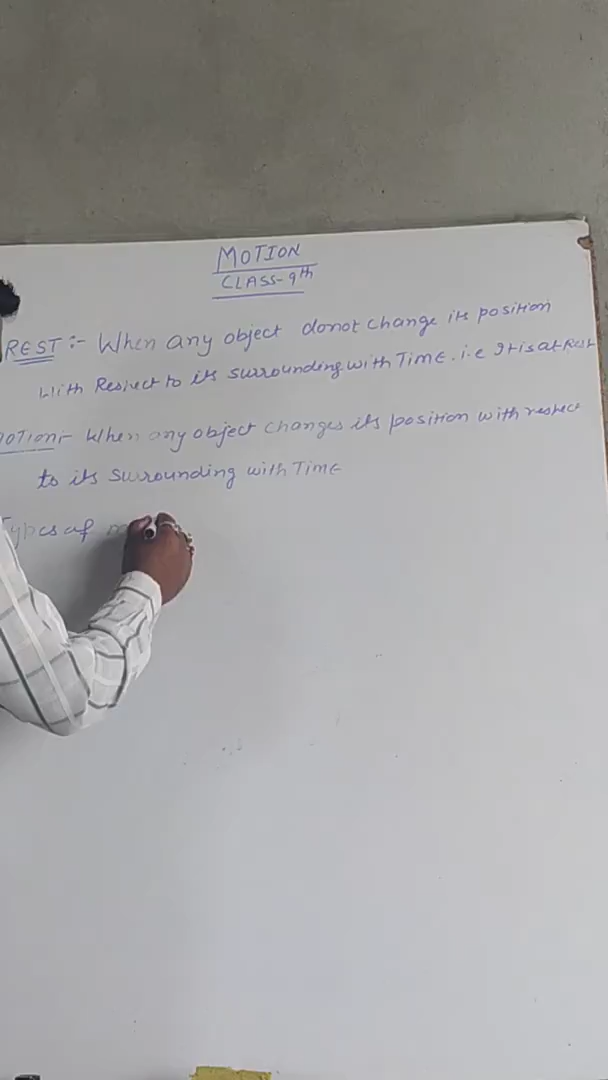 MOTION
CLASS-9th
REST :- When any object donot change its position
With Respect to its surrounding with TIME. i.e It is at Rest
MOTION:- When any object changes its position with respect
to its surrounding with TIME
Types of m